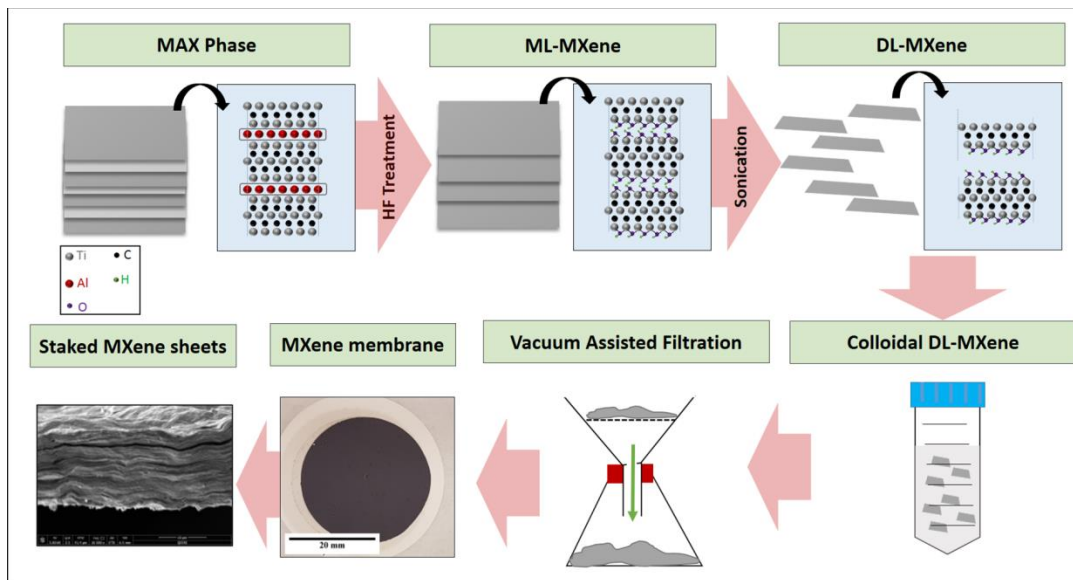 MAX Phase
ML-MXene
DL-MXene
HF Treatment
Sonication
Ti
C
Al
H
O
Staked MXene sheets
MXene membrane
Vacuum Assisted Filtration
Colloidal DL-MXene
20 mm